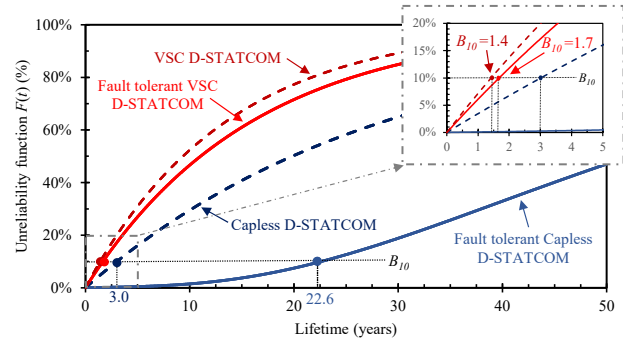 100%
80%
60%
40%
20%
0%
Unreliability function F(t) (%)
0
10
20
30
40
50
3.0
22.6
Lifetime (years)
VSC D-STATCOM
Fault tolerant VSC
D-STATCOM
Capless D-STATCOM
Fault tolerant Capless
D-STATCOM
B10
20%
15%
10%
5%
0%
0
1
2
3
4
5
B10=1.4
B10=1.7
B10